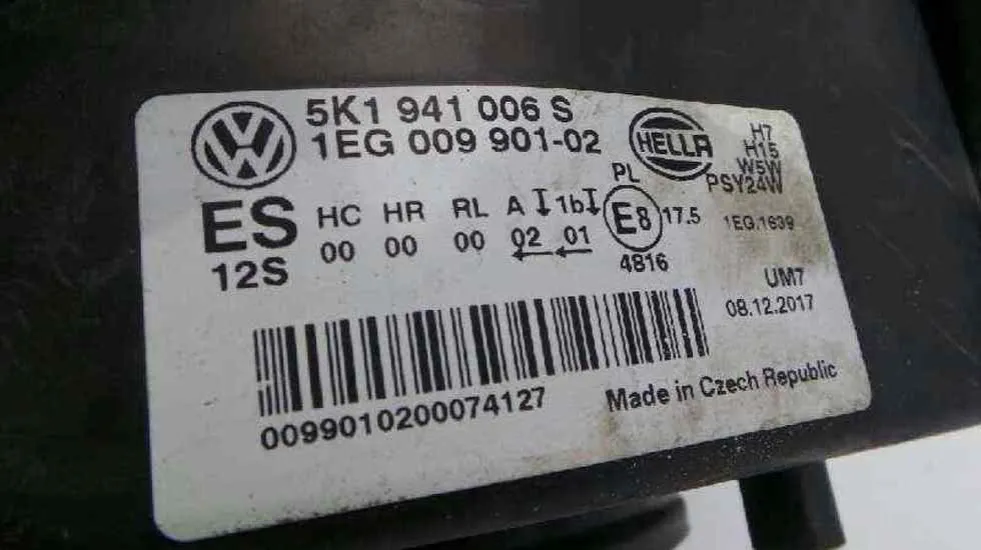 5K1 941 006 S
1EG 009 901-02
HELLA
H7
H15
W5W
PSY24W
ES
12S
HC HR RL A 1b PL
00 00 00 02 01
E8 17.5
4816
1EG.1639
UM7
08.12.2017
0099010200074127
Made in Czech Republic